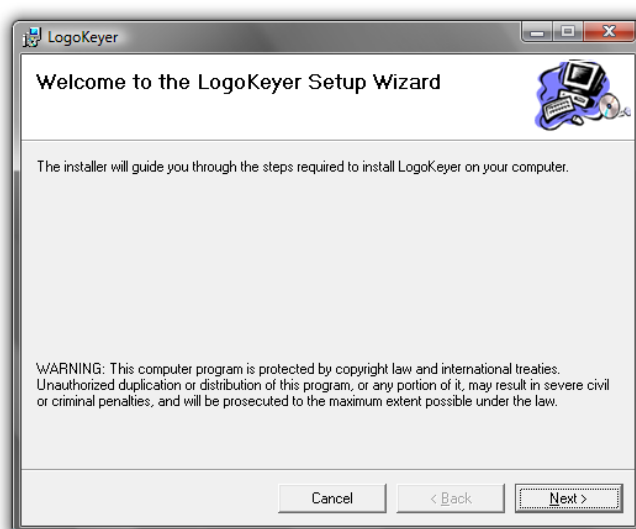 LogoKeyer
Welcome to the LogoKeyer Setup Wizard
The installer will guide you through the steps required to install LogoKeyer on your computer.
WARNING: This computer program is protected by copyright law and international treaties.
Unauthorized duplication or distribution of this program, or any portion of it, may result in severe civil
or criminal penalties, and will be prosecuted to the maximum extent possible under the law.
Cancel
< Back
Next >